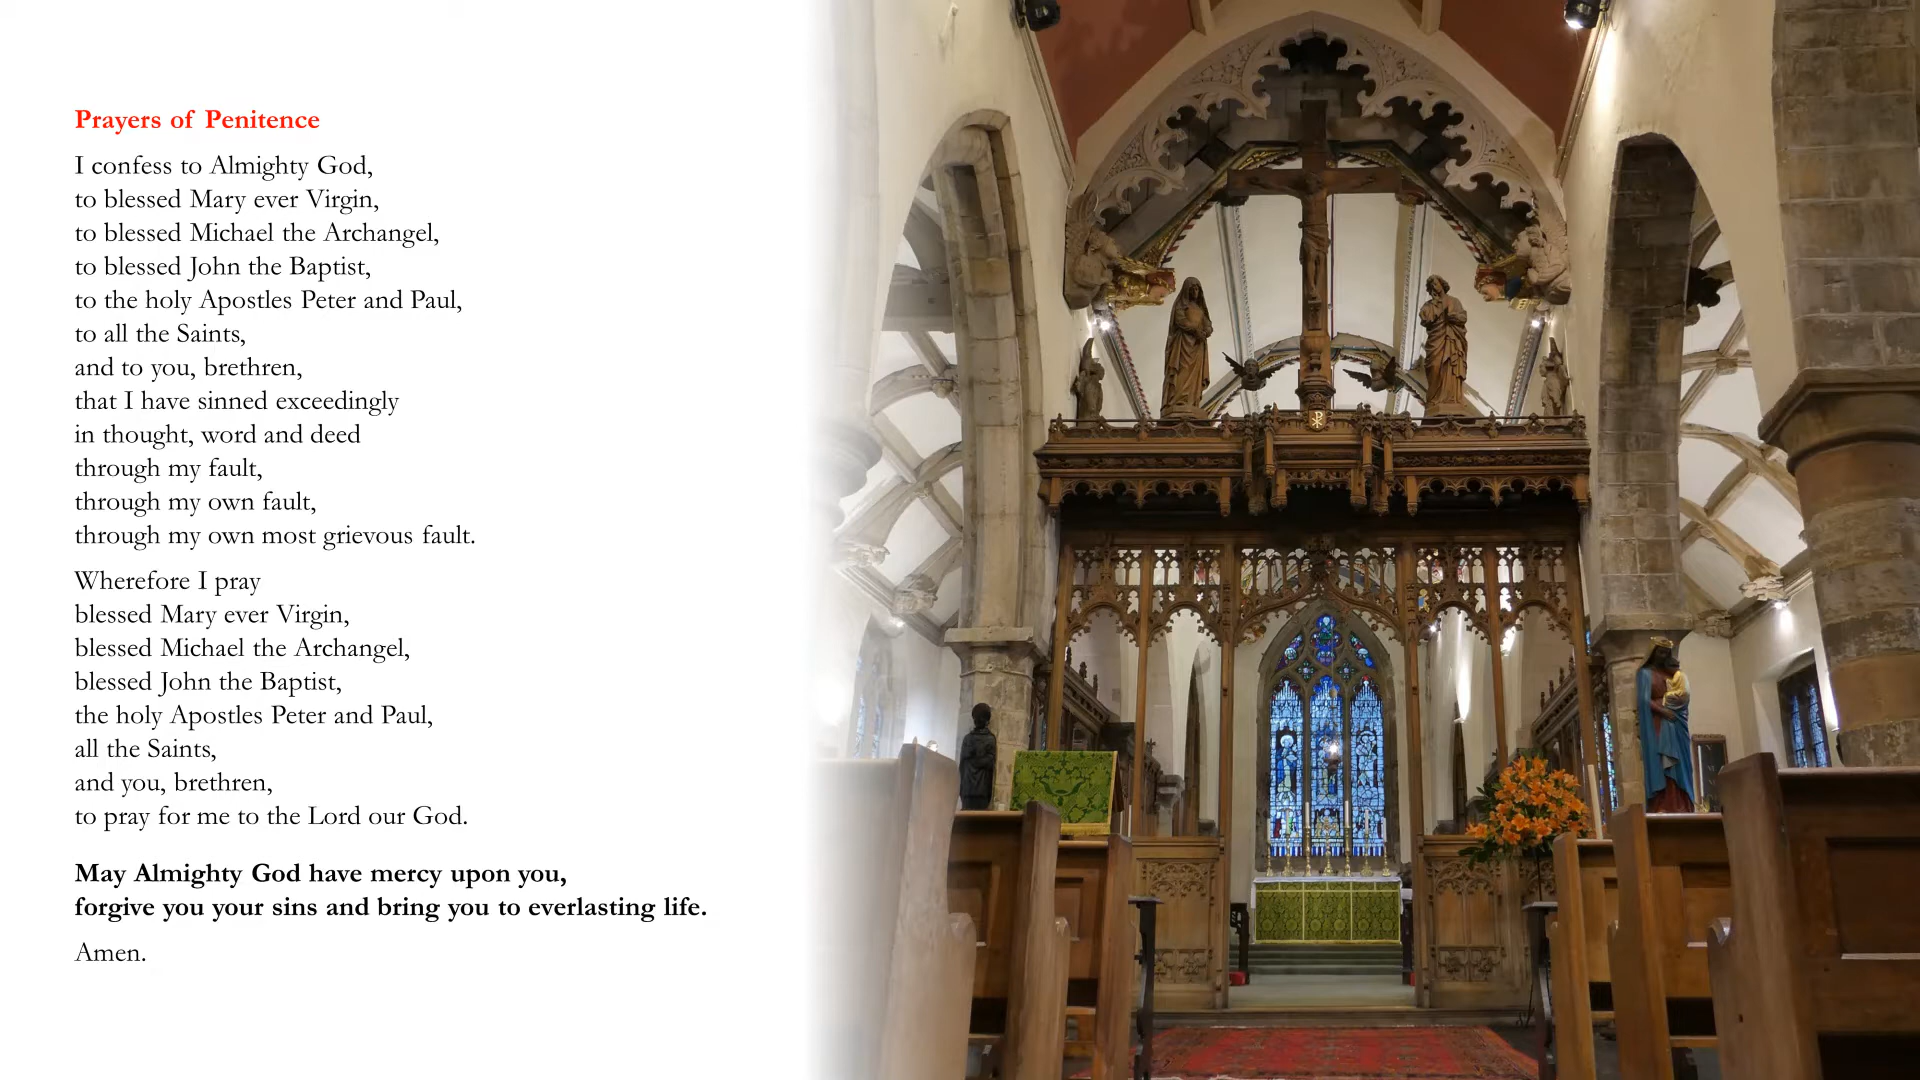 Prayers of Penitence
I confess to Almighty God,
to blessed Mary ever Virgin,
to blessed Michael the Archangel,
to blessed John the Baptist,
to the holy Apostles Peter and Paul,
to all the Saints,
and to you, brethren,
that I have sinned exceedingly
in thought, word and deed
through my fault,
through my own fault,
through my own most grievous fault.
Wherefore I pray
blessed Mary ever Virgin,
blessed Michael the Archangel,
blessed John the Baptist,
the holy Apostles Peter and Paul,
all the Saints,
and you, brethren,
to pray for me to the Lord our God.
May Almighty God have mercy upon you,
forgive you your sins and bring you to everlasting life.
Amen.